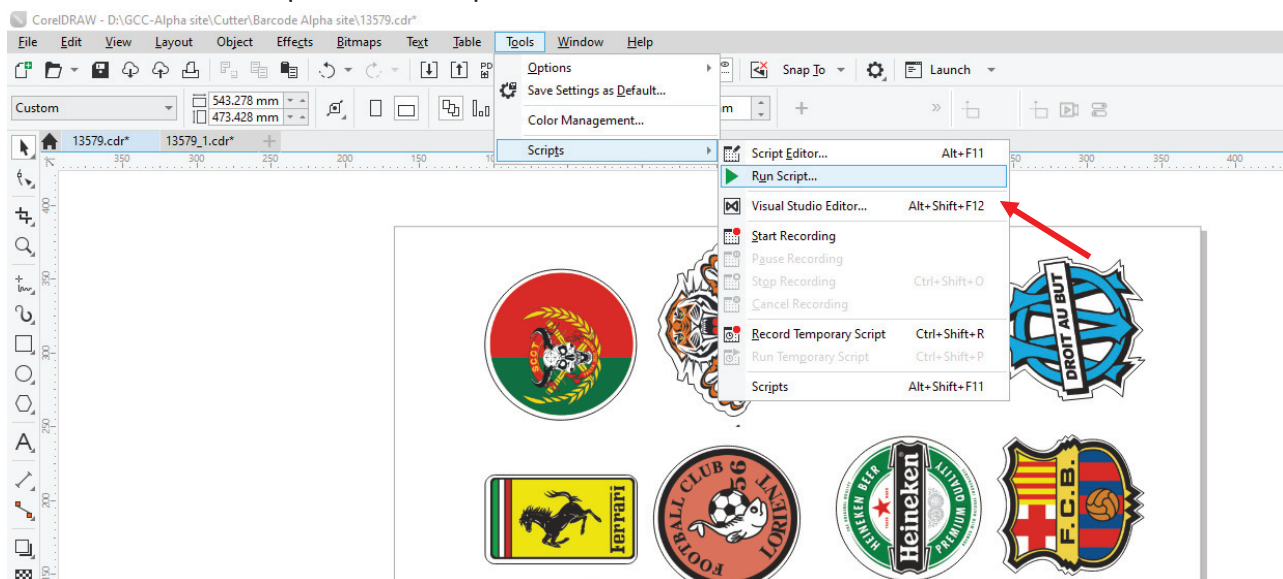 CorelDRAW - D:\GCC-Alpha site\Cutter\Barcode Alpha site\13579.cdr*
File Edit View Layout Object Effects Bitmaps Text Table Tools Window Help
Options
Snap To Launch
Save Settings as Default...
Custom 543.278 mm
473.428 mm
Color Management...
13579.cdr* 13579_1.cdr*
Scripts
Script Editor... Alt+F11
350 250 200 150 300 350 400
Run Script...
Visual Studio Editor... Alt+Shift+F12
Start Recording
Pause Recording
Stop Recording Ctrl+Shift+O
Cancel Recording
Record Temporary Script Ctrl+Shift+R
Run Temporary Script Ctrl+Shift+P
Scripts Alt+Shift+F11
SCOT
DROIT AU BUT
Ferrari
FOOTBALL CLUB 56
LORIENT
HEINEKEN BEER
PREMIUM QUALITY
Heineken
F.C.B.